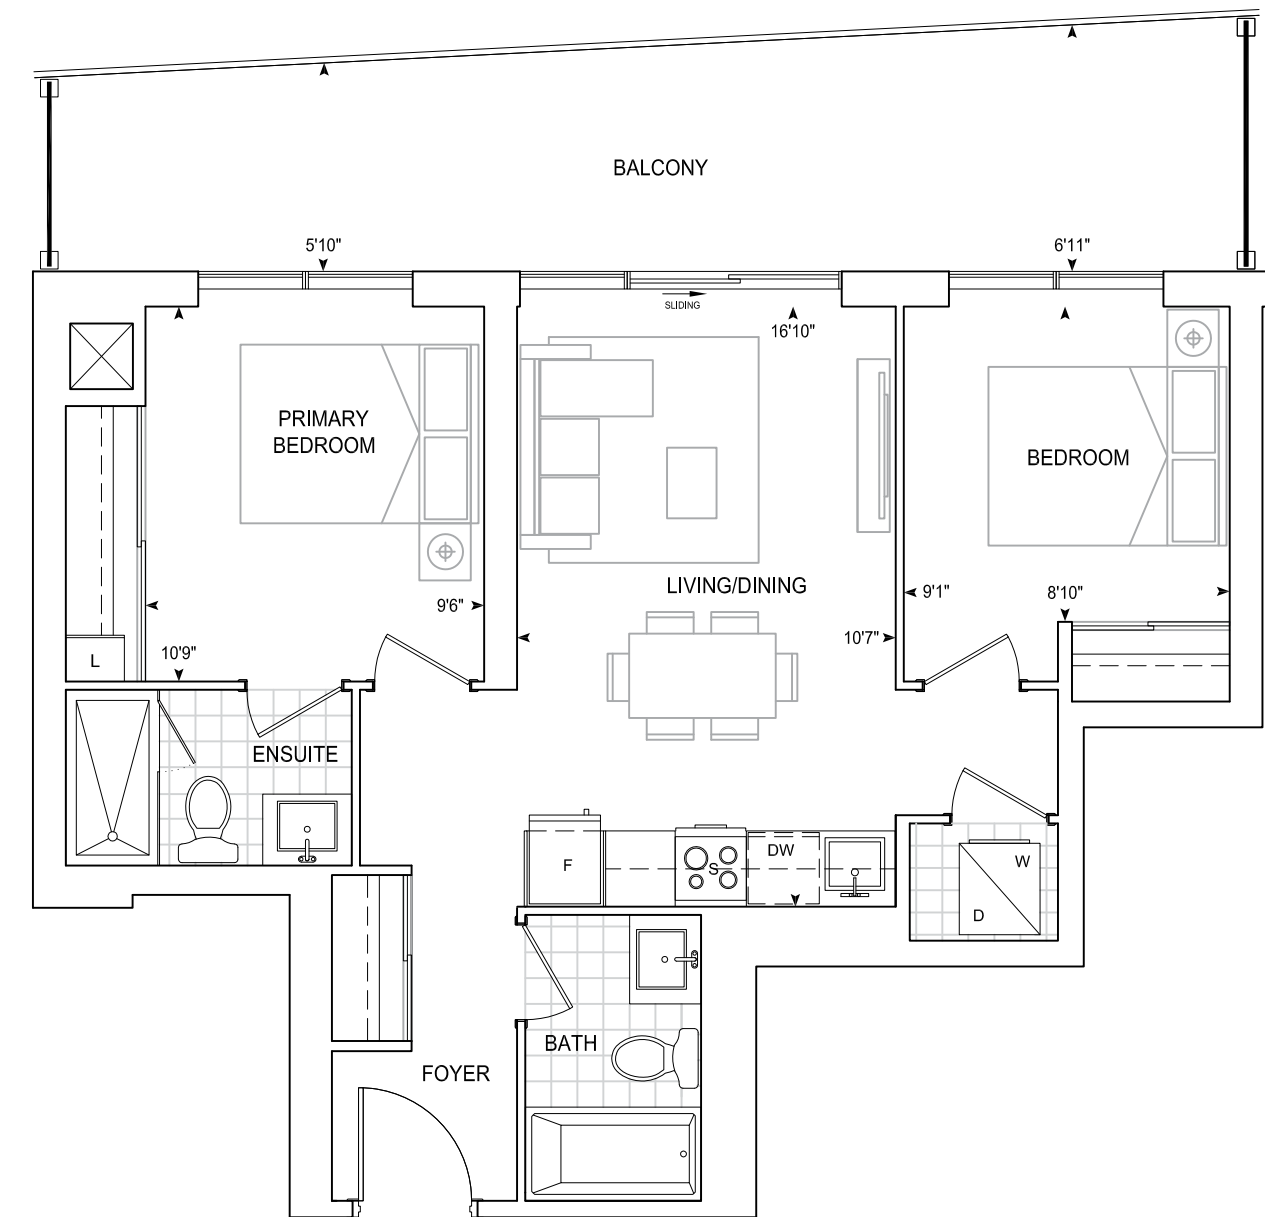 BALCONY
5'10"
6'11"
SLIDING
16'10"
PRIMARY
BEDROOM
BEDROOM
LIVING/DINING
9'6"
9'1"
8'10"
10'7"
10'9"
L
ENSUITE
F
S
DW
W
D
BATH
FOYER